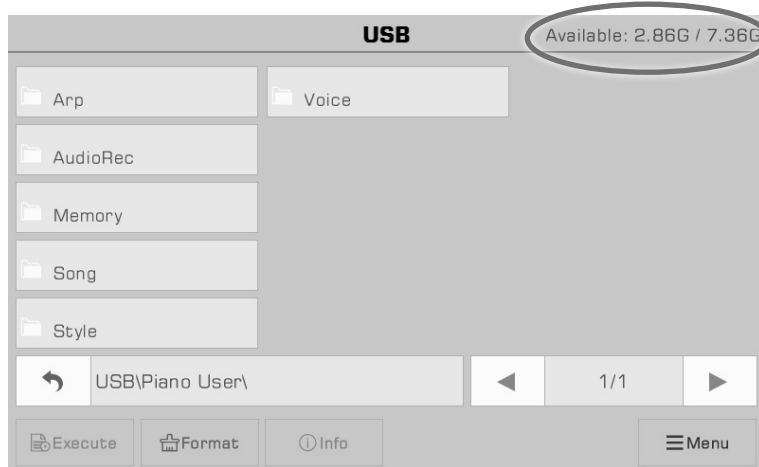 USB
Available: 2.86G / 7.36G
Arp
Voice
AudioRec
Memory
Song
Style
USB\Piano User\
1/1
Execute
Format
Info
Menu